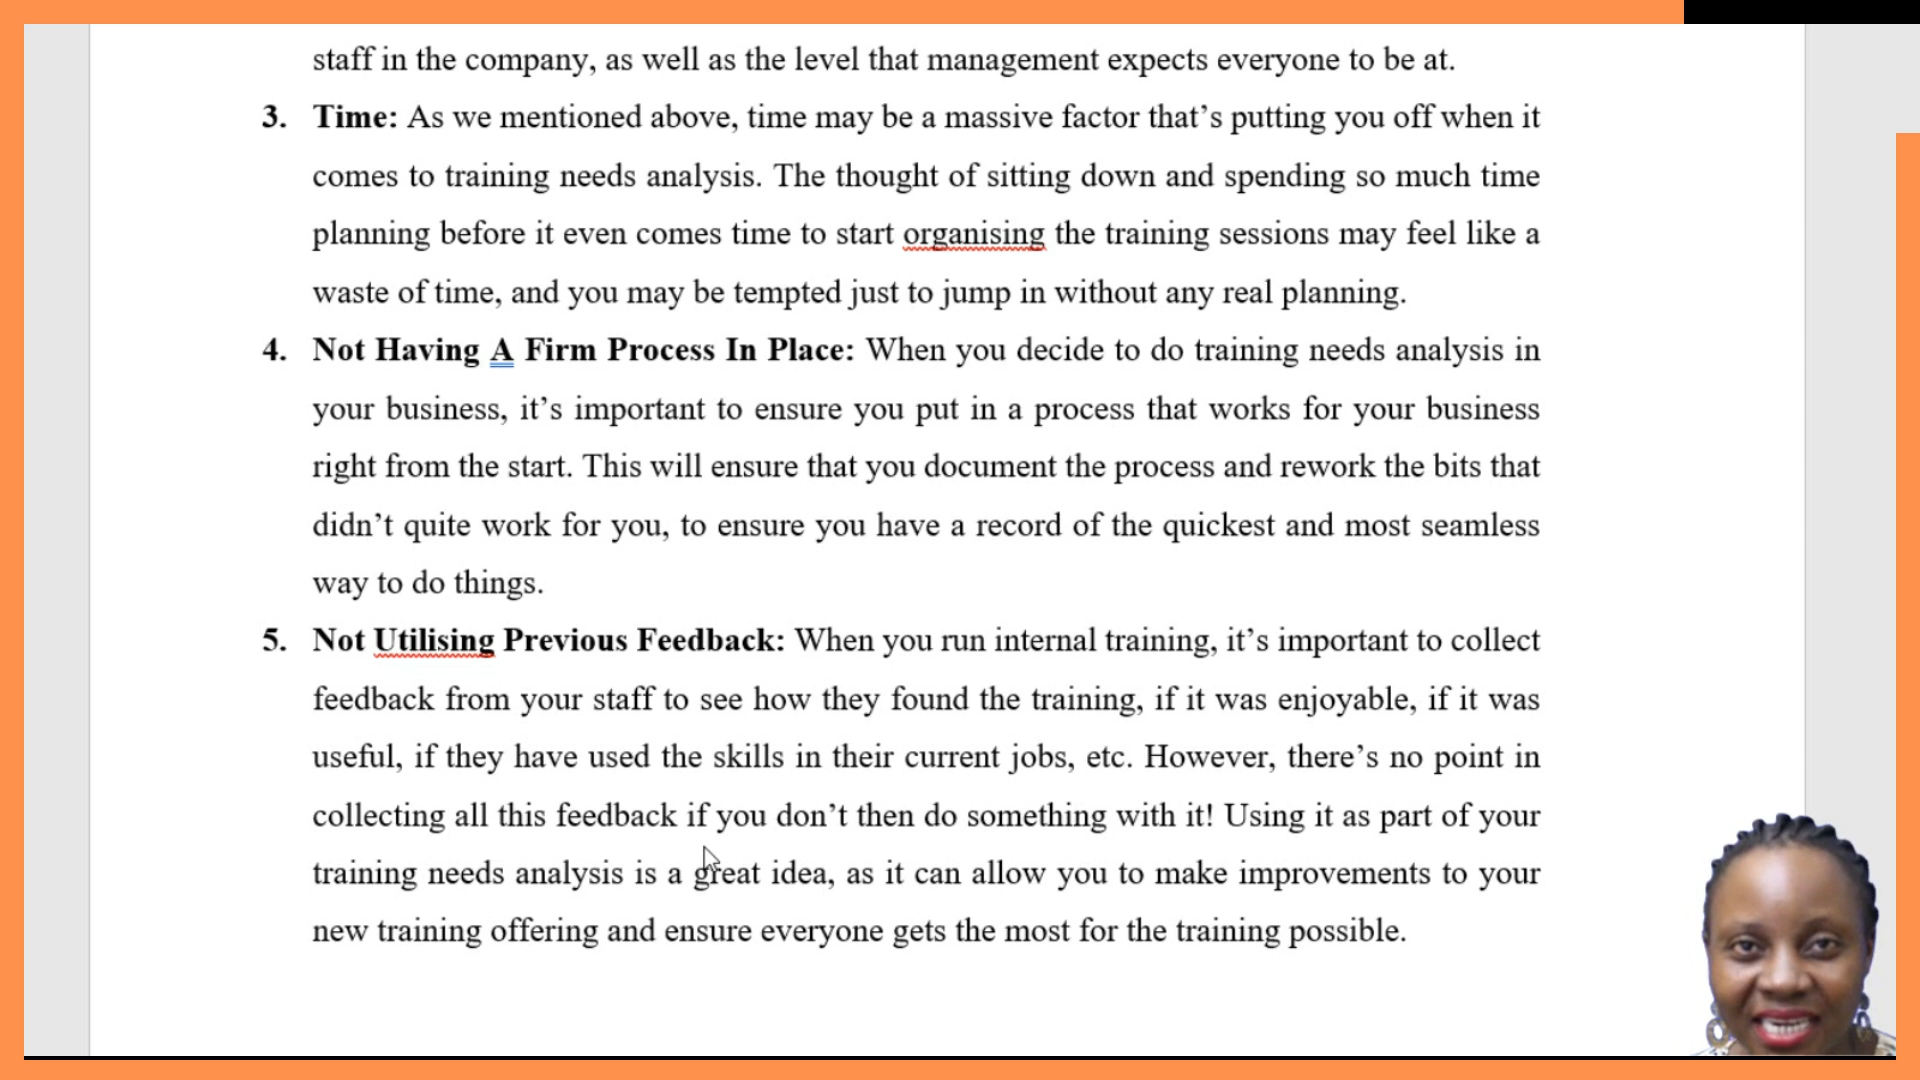 staff in the company, as well as the level that management expects everyone to be at.
3. Time: As we mentioned above, time may be a massive factor that’s putting you off when it
comes to training needs analysis. The thought of sitting down and spending so much time
planning before it even comes time to start organising the training sessions may feel like a
waste of time, and you may be tempted just to jump in without any real planning.
4. Not Having A Firm Process In Place: When you decide to do training needs analysis in
your business, it’s important to ensure you put in a process that works for your business
right from the start. This will ensure that you document the process and rework the bits that
didn’t quite work for you, to ensure you have a record of the quickest and most seamless
way to do things.
5. Not Utilising Previous Feedback: When you run internal training, it’s important to collect
feedback from your staff to see how they found the training, if it was enjoyable, if it was
useful, if they have used the skills in their current jobs, etc. However, there’s no point in
collecting all this feedback if you don’t then do something with it! Using it as part of your
training needs analysis is a great idea, as it can allow you to make improvements to your
new training offering and ensure everyone gets the most for the training possible.